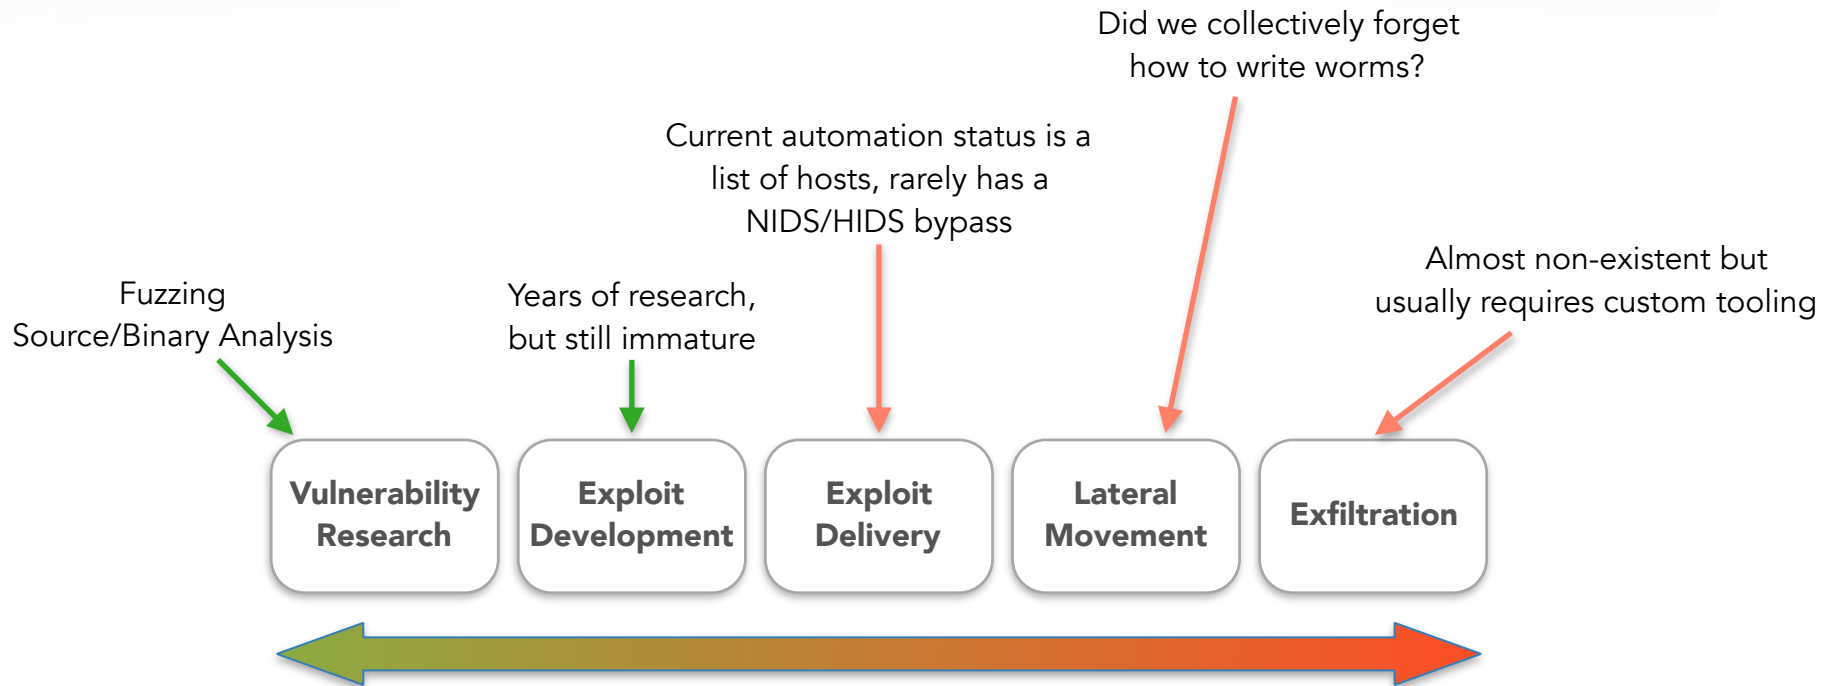 Did we collectively forget
how to write worms?
Current automation status is a
list of hosts, rarely has a
NIDS/HIDS bypass
Almost non-existent but
usually requires custom tooling
Fuzzing
Source/Binary Analysis
Years of research,
but still immature
Vulnerability
Research
Exploit
Development
Exploit
Delivery
Lateral
Movement
Exfiltration